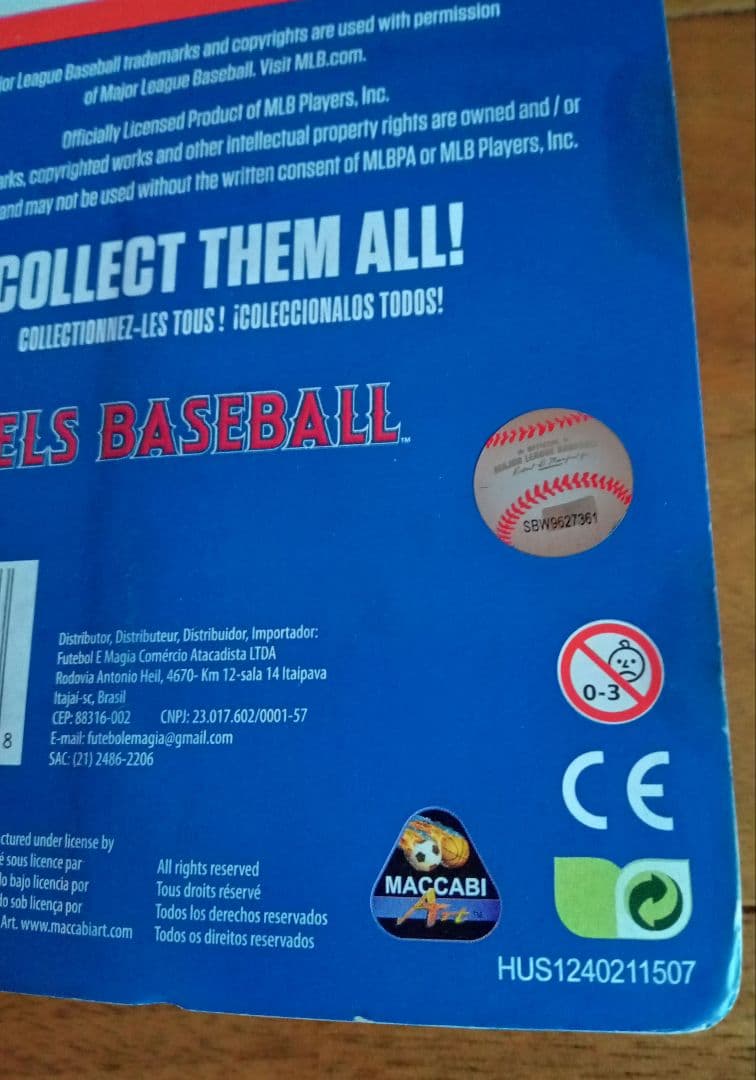 jor League Baseball trademarks and copyrights are used with permission
of Major League Baseball. Visit MLB.com.
Officially Licensed Product of MLB Players, Inc.
arks, copyrighted works and other intellectual property rights are owned and / or
and may not be used without the written consent of MLBPA or MLB Players, Inc.
COLLECT THEM ALL!
COLLECTIONNEZ-LES TOUS ! ¡COLECCIONALOS TODOS!
ELS BASEBALL™
OFFICIAL
MAJOR LEAGUE BASEBALL
SBW9627361
Distributor, Distributeur, Distribuidor, Importador:
Futebol E Magia Comércio Atacadista LTDA
Rodovia Antonio Heil, 4670- Km 12-sala 14 Itaipava
Itajaí-sc, Brasil
CEP: 88316-002 CNPJ: 23.017.602/0001-57
E-mail: futebolemagia@gmail.com
SAC: (21) 2486-2206
8
0-3
CE
ctured under license by
é sous licence par
do bajo licencia por
do sob licença por
Art. www.maccabiart.com
All rights reserved
Tous droits réservé
Todos los derechos reservados
Todos os direitos reservados
MACCABI
Art™
HUS1240211507